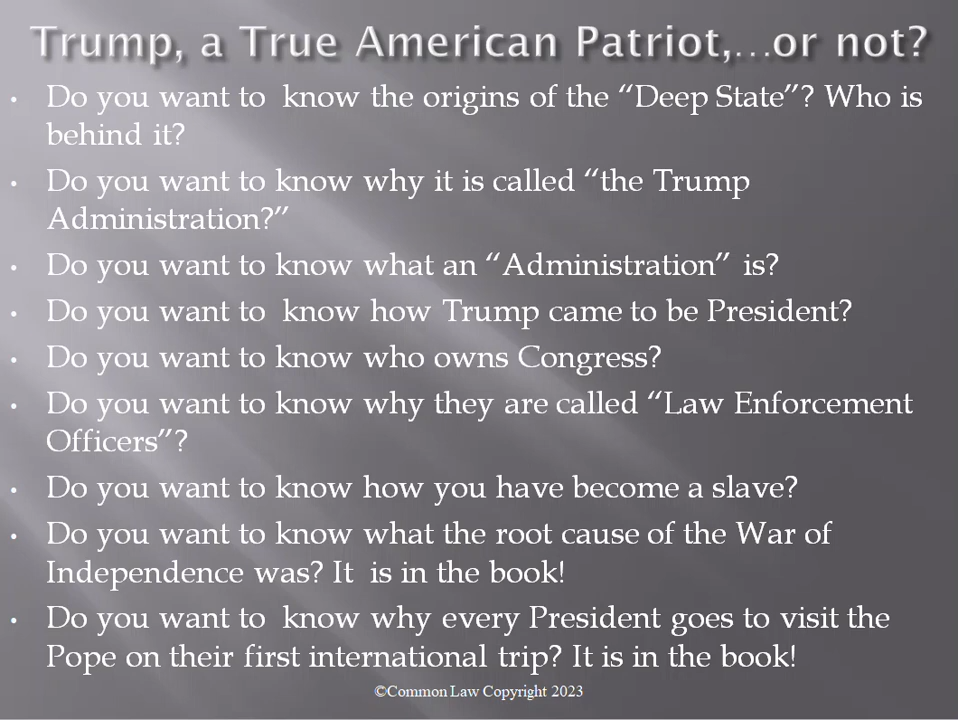 Trump, a True American Patriot,...or not?
• Do you want to  know the origins of the “Deep State”? Who is
behind it?
• Do you want to know why it is called “the Trump
Administration?”
• Do you want to know what an “Administration” is?
• Do you want to  know how Trump came to be President?
• Do you want to know who owns Congress?
• Do you want to know why they are called “Law Enforcement
Officers”?
• Do you want to know how you have become a slave?
• Do you want to know what the root cause of the War of
Independence was? It  is in the book!
• Do you want to  know why every President goes to visit the
Pope on their first international trip? It is in the book!
©Common Law Copyright 2023